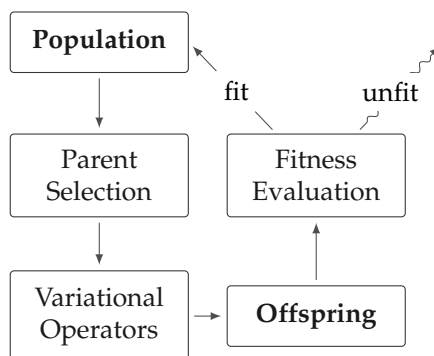 Population
fit
unfit
Parent
Selection
Fitness
Evaluation
Variational
Operators
Offspring